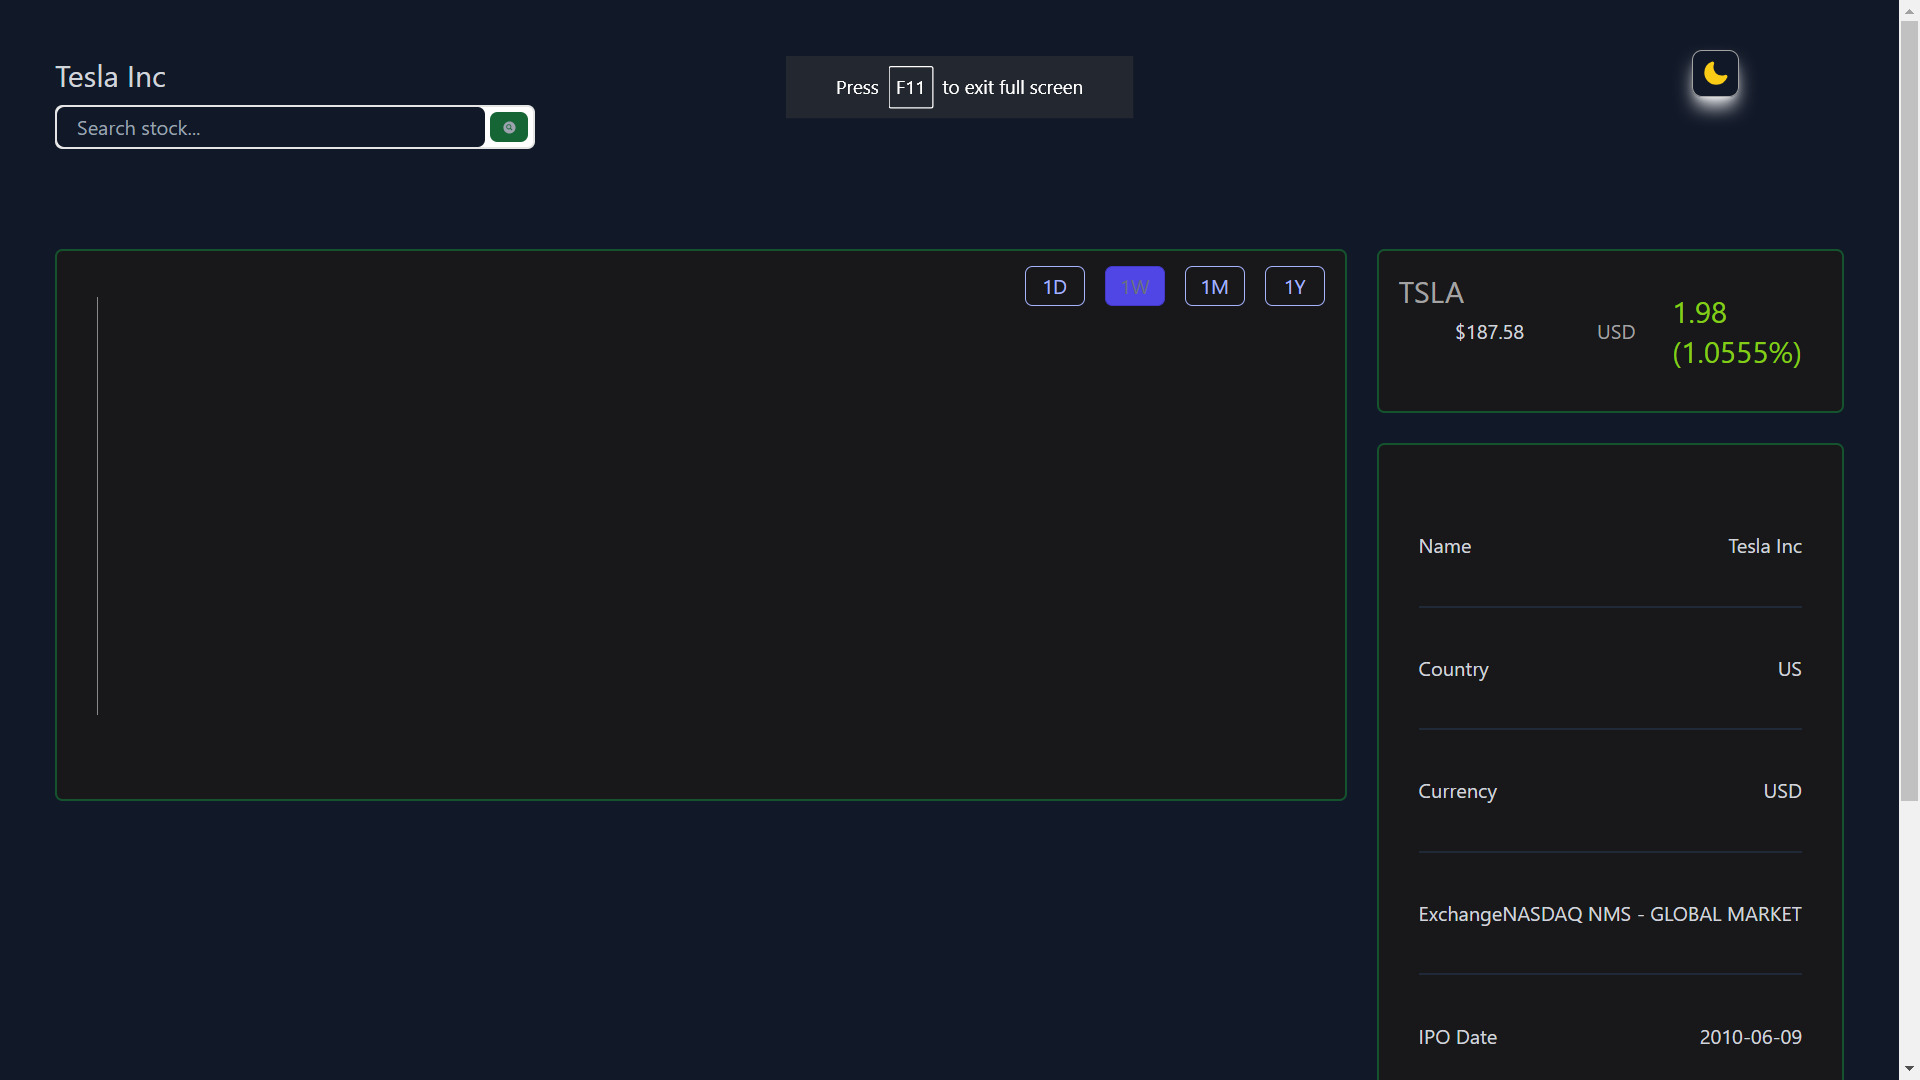 Tesla Inc
Press F11 to exit full screen
Search stock...
1D 1W 1M 1Y
TSLA
$187.58 USD
1.98
(1.0555%)
Name Tesla Inc
Country US
Currency USD
ExchangeNASDAQ NMS - GLOBAL MARKET
IPO Date 2010-06-09